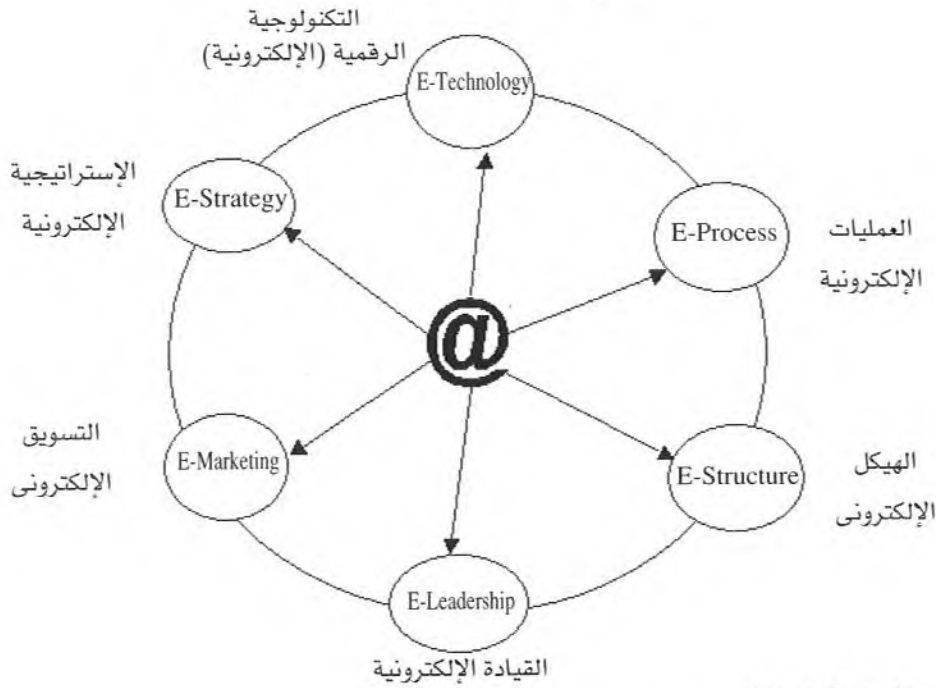 التكنولوجية
الرقمية (الإلكترونية)
E-Technology
الإستراتيجية
الإلكترونية
E-Strategy
E-Process
العمليات
الإلكترونية
@
التسويق
الإلكترونى
E-Marketing
E-Structure
الهيكل
الإلكترونى
E-Leadership
القيادة الإلكترونية